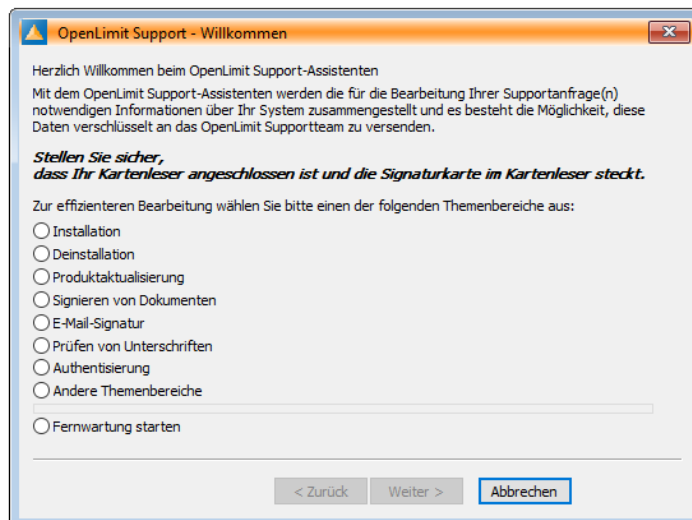 OpenLimit Support - Willkommen
Herzlich Willkommen beim OpenLimit Support-Assistenten
Mit dem OpenLimit Support-Assistenten werden die für die Bearbeitung Ihrer Supportanfrage(n)
notwendigen Informationen über Ihr System zusammengestellt und es besteht die Möglichkeit, diese
Daten verschlüsselt an das OpenLimit Supportteam zu versenden.
Stellen Sie sicher,
dass Ihr Kartenleser angeschlossen ist und die Signaturkarte im Kartenleser steckt.
Zur effizienteren Bearbeitung wählen Sie bitte einen der folgenden Themenbereiche aus:
Installation
Deinstallation
Produktaktualisierung
Signieren von Dokumenten
E-Mail-Signatur
Prüfen von Unterschriften
Authentisierung
Andere Themenbereiche
Fernwartung starten
< Zurück Weiter > Abbrechen